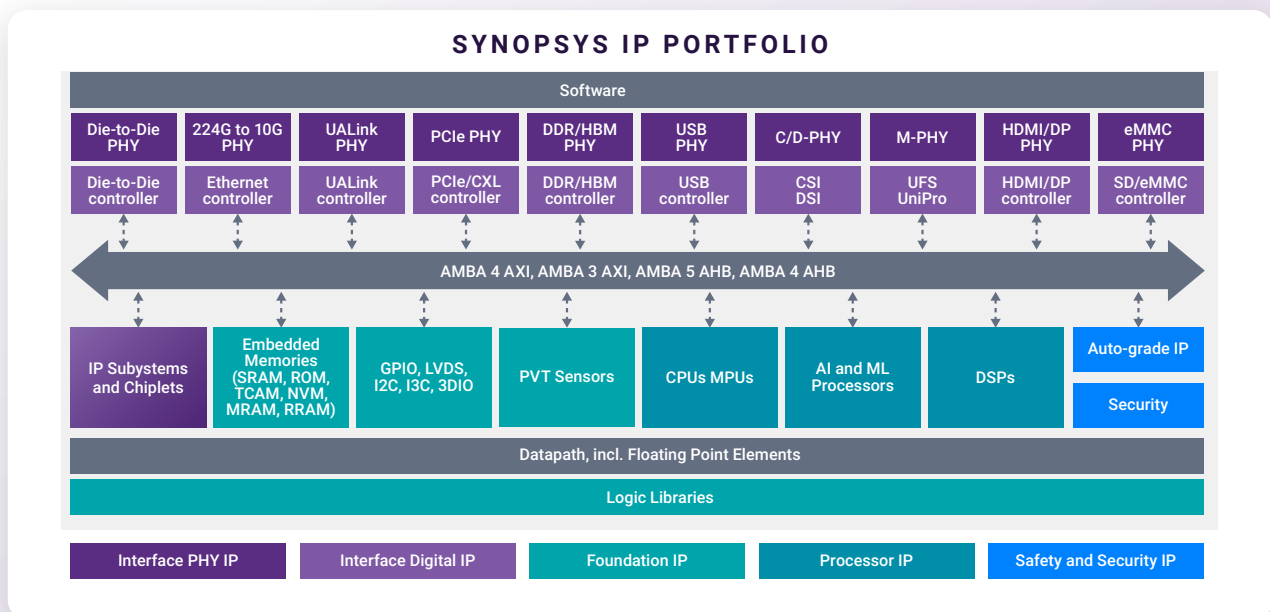 SYNOPSYS IP PORTFOLIO
Software
Die-to-Die
PHY
224G to 10G
PHY
UALink
PHY
PCIe PHY
DDR/HBM
PHY
USB
PHY
C/D-PHY
M-PHY
HDMI/DP
PHY
eMMC
PHY
Die-to-Die
controller
Ethernet
controller
UALink
controller
PCIe/CXL
controller
DDR/HBM
controller
USB
controller
CSI
DSI
UFS
UniPro
HDMI/DP
controller
SD/eMMC
controller
AMBA 4 AXI, AMBA 3 AXI, AMBA 5 AHB, AMBA 4 AHB
IP Subystems
and Chiplets
Embedded
Memories
(SRAM, ROM,
TCAM, NVM,
MRAM, RRAM)
GPIO, LVDS,
I2C, I3C, 3DIO
PVT Sensors
CPUs MPUs
AI and ML
Processors
DSPs
Auto-grade IP
Security
Datapath, incl. Floating Point Elements
Logic Libraries
Interface PHY IP
Interface Digital IP
Foundation IP
Processor IP
Safety and Security IP